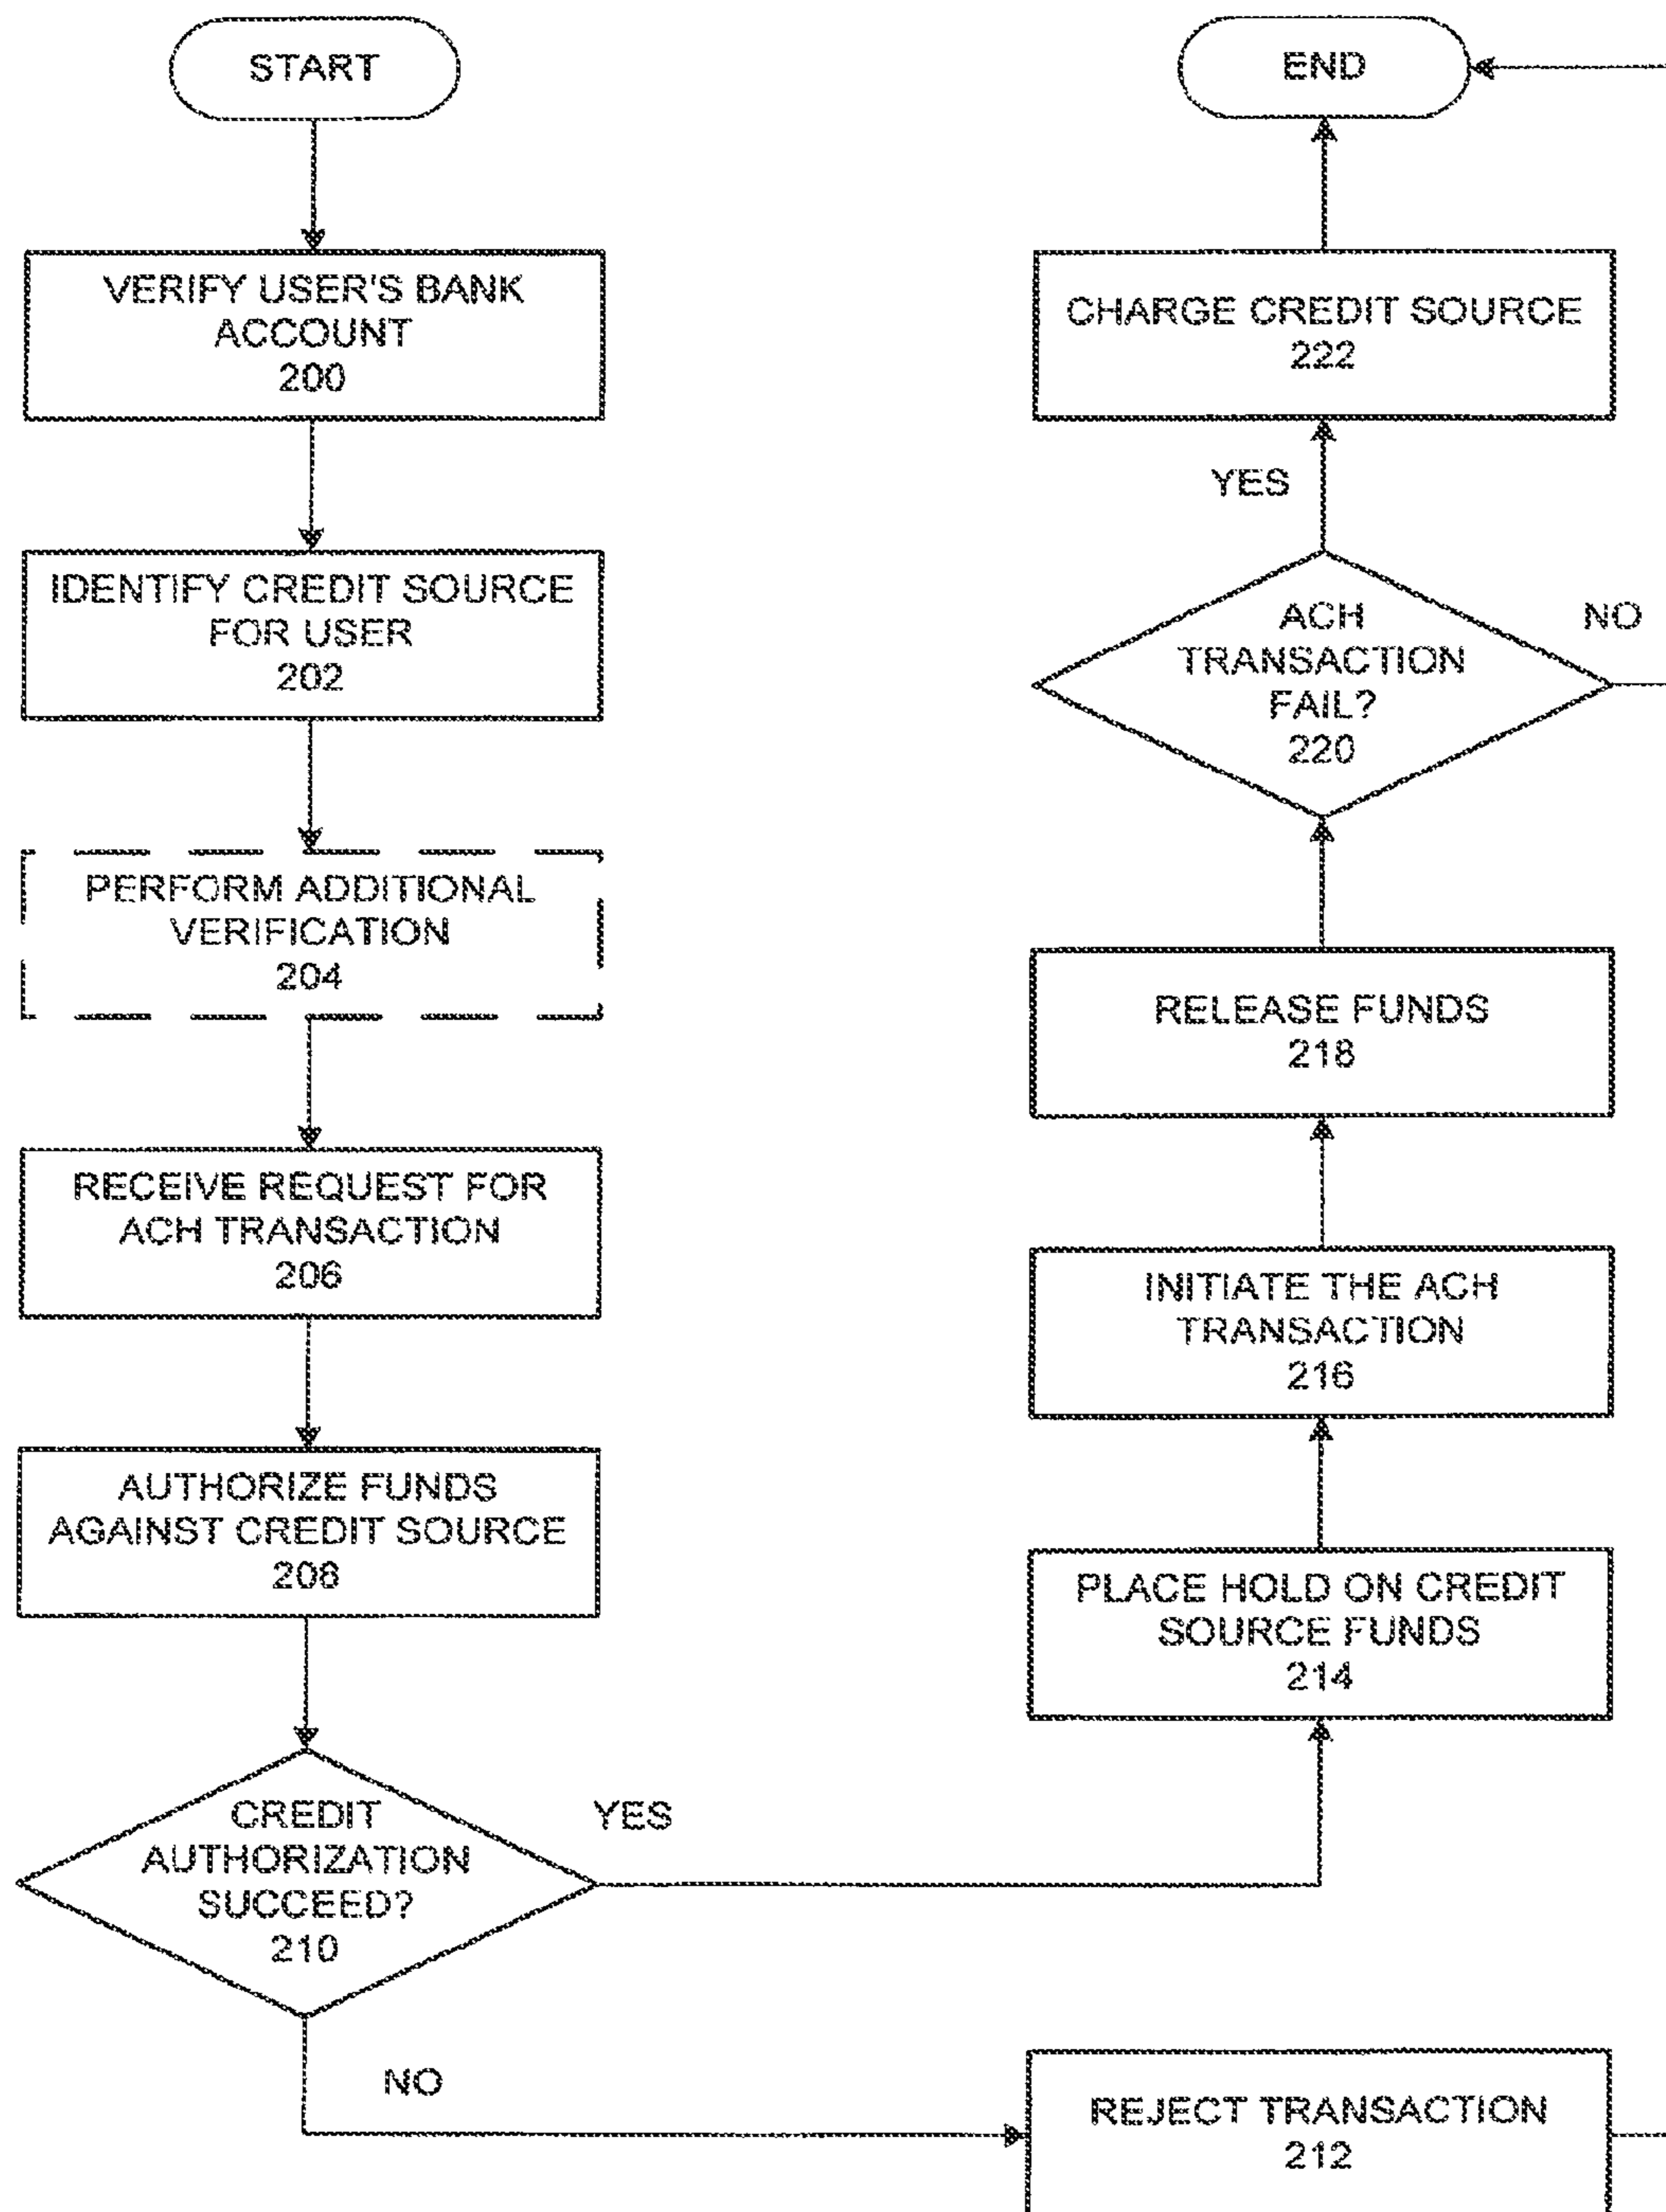 START
VERIFY USER'S BANK
ACCOUNT
200
IDENTIFY CREDIT SOURCE
FOR USER
202
PERFORM ADDITIONAL
VERIFICATION
204
RECEIVE REQUEST FOR
ACH TRANSACTION
206
AUTHORIZE FUNDS
AGAINST CREDIT SOURCE
208
CREDIT
AUTHORIZATION
SUCCEED?
210
YES
NO
REJECT TRANSACTION
212
PLACE HOLD ON CREDIT
SOURCE FUNDS
214
INITIATE THE ACH
TRANSACTION
216
RELEASE FUNDS
218
ACH
TRANSACTION
FAIL?
220
NO
YES
CHARGE CREDIT SOURCE
222
END